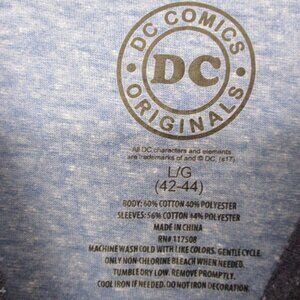 DC COMICS
DC
ORIGINALS
All DC characters and elements
are trademarks of and © DC. (s17)
L/G
(42-44)
BODY: 60% COTTON 40% POLYESTER
SLEEVES: 56% COTTON 44% POLYESTER
MADE IN CHINA
RN# 117508
MACHINE WASH COLD WITH LIKE COLORS. GENTLE CYCLE.
ONLY NON-CHLORINE BLEACH WHEN NEEDED.
TUMBLE DRY LOW. REMOVE PROMPTLY.
COOL IRON IF NEEDED. DO NOT IRON DECORATION.